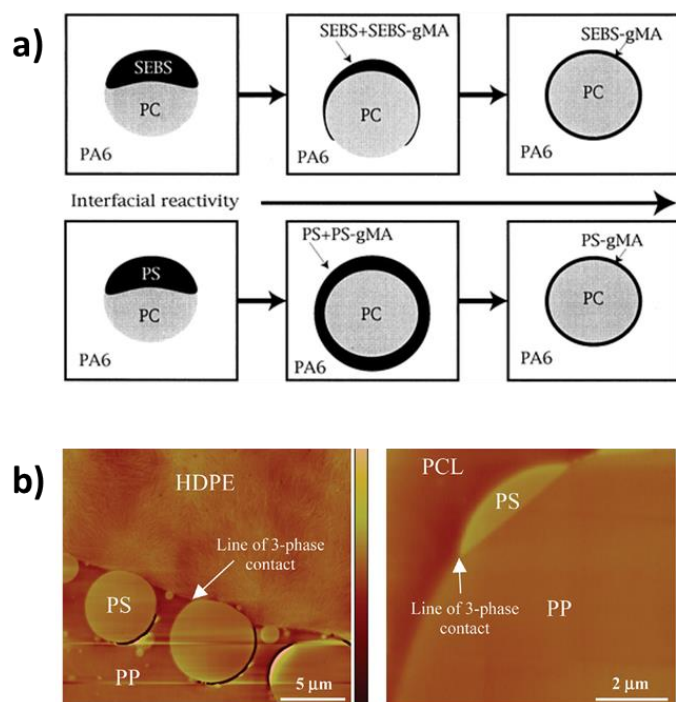 a)
SEBS
PC
PA6
SEBS+SEBS-gMA
PC
PA6
SEBS-gMA
PC
PA6
Interfacial reactivity
PS
PC
PA6
PS+PS-gMA
PC
PA6
PS-gMA
PC
PA6
b)
HDPE
Line of 3-phase
contact
PS
PP
5 µm
PCL
PS
Line of 3-phase
contact
PP
2 µm